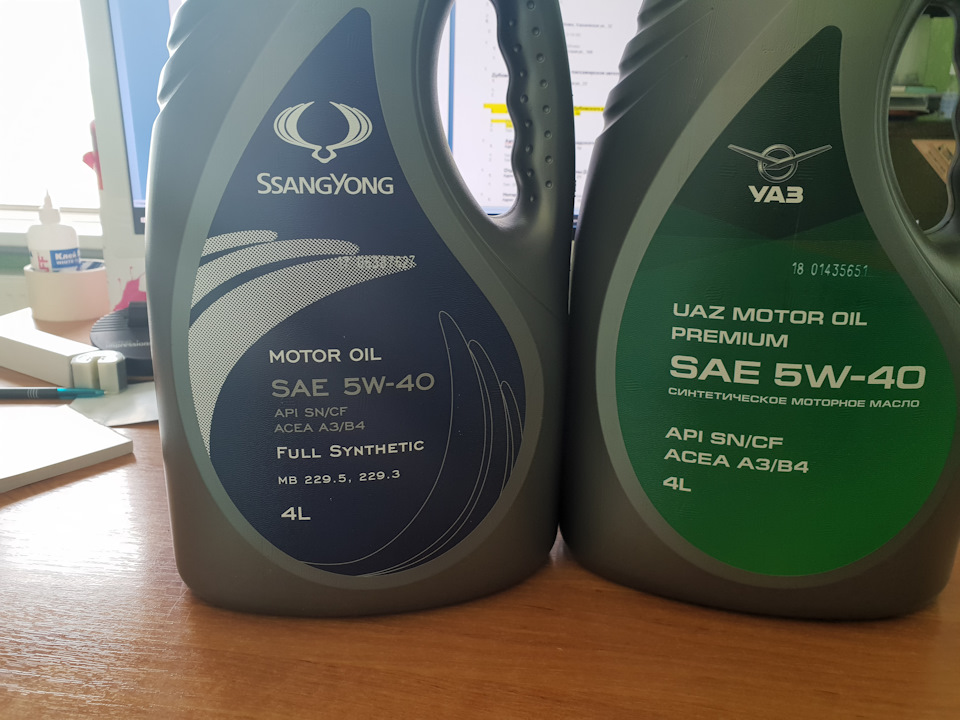 SSANGYONG
MOTOR OIL
SAE 5W-40
API SN/CF
ACEA A3/B4
FULL SYNTHETIC
MB 229.5, 229.3
4L
УАЗ
18 01435651
UAZ MOTOR OIL
PREMIUM
SAE 5W-40
СИНТЕТИЧЕСКОЕ МОТОРНОЕ МАСЛО
API SN/CF
ACEA A3/B4
4L